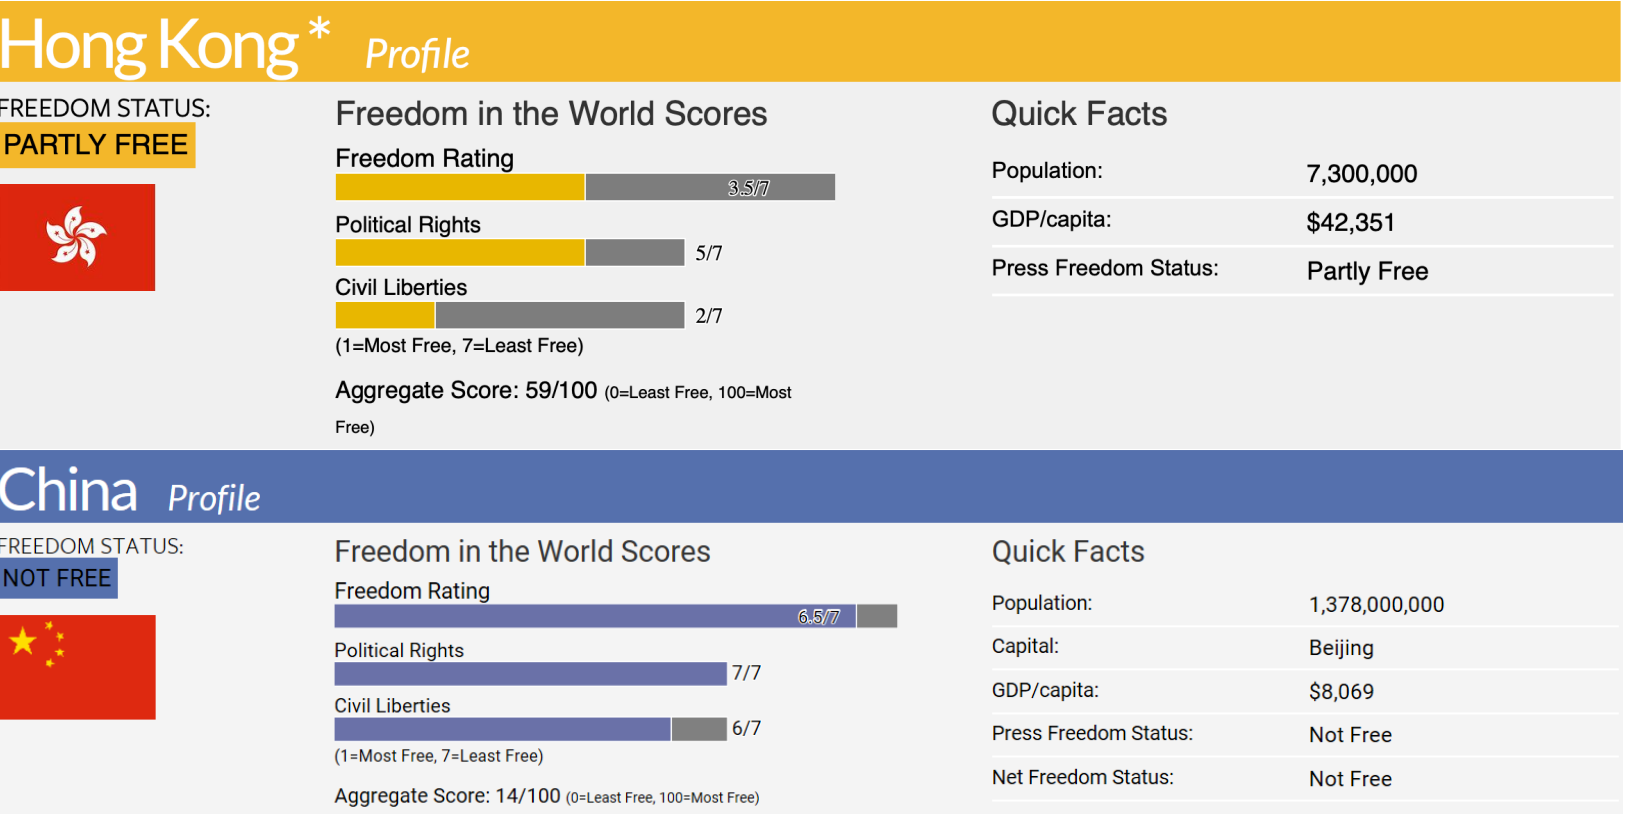 Hong Kong* Profile
FREEDOM STATUS:
PARTLY FREE
Freedom in the World Scores
Freedom Rating
3.5/7
Political Rights
5/7
Civil Liberties
2/7
(1=Most Free, 7=Least Free)
Aggregate Score: 59/100 (0=Least Free, 100=Most
Free)
Quick Facts
Population: 7,300,000
GDP/capita: $42,351
Press Freedom Status: Partly Free
China Profile
FREEDOM STATUS:
NOT FREE
Freedom in the World Scores
Freedom Rating
6.5/7
Political Rights
7/7
Civil Liberties
6/7
(1=Most Free, 7=Least Free)
Aggregate Score: 14/100 (0=Least Free, 100=Most Free)
Quick Facts
Population: 1,378,000,000
Capital: Beijing
GDP/capita: $8,069
Press Freedom Status: Not Free
Net Freedom Status: Not Free